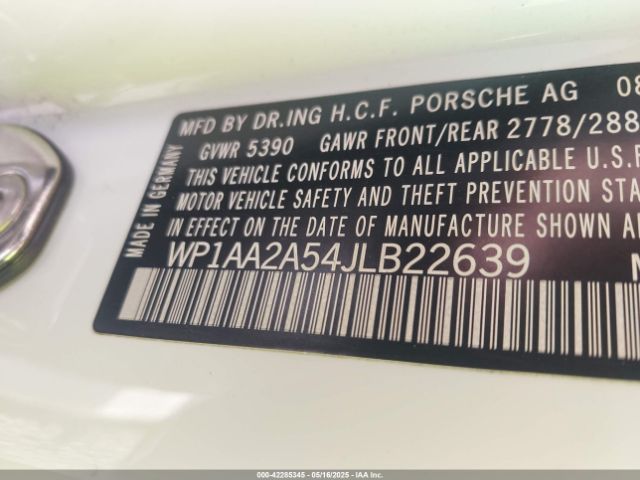 MFD BY DR.ING H.C.F. PORSCHE AG 08
GVWR 5390 GAWR FRONT/REAR 2778/288
THIS VEHICLE CONFORMS TO ALL APPLICABLE U.S.F
MOTOR VEHICLE SAFETY AND THEFT PREVENTION STA
IN EFFECT ON THE DATE OF MANUFACTURE SHOWN A
WP1AA2A54JLB22639
MADE IN GERMANY
000-42285345 - 05/16/2025 - IAA Inc.